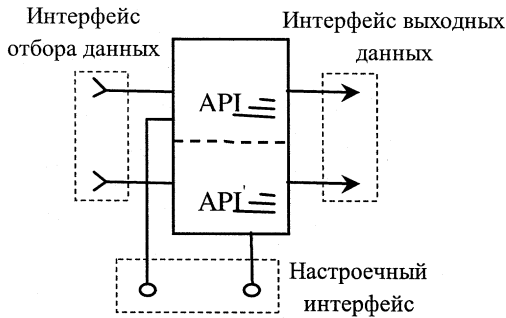 Интерфейс
отбора данных
Интерфейс выходных
данных
API
API'
Настроечный
интерфейс